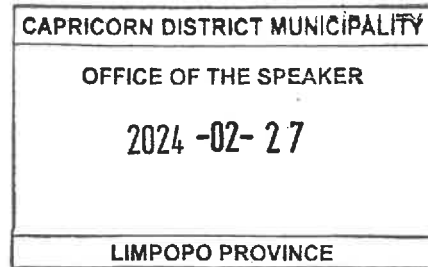 CAPRICORN DISTRICT MUNICIPALITY
OFFICE OF THE SPEAKER
2024 -02- 27
LIMPOPO PROVINCE